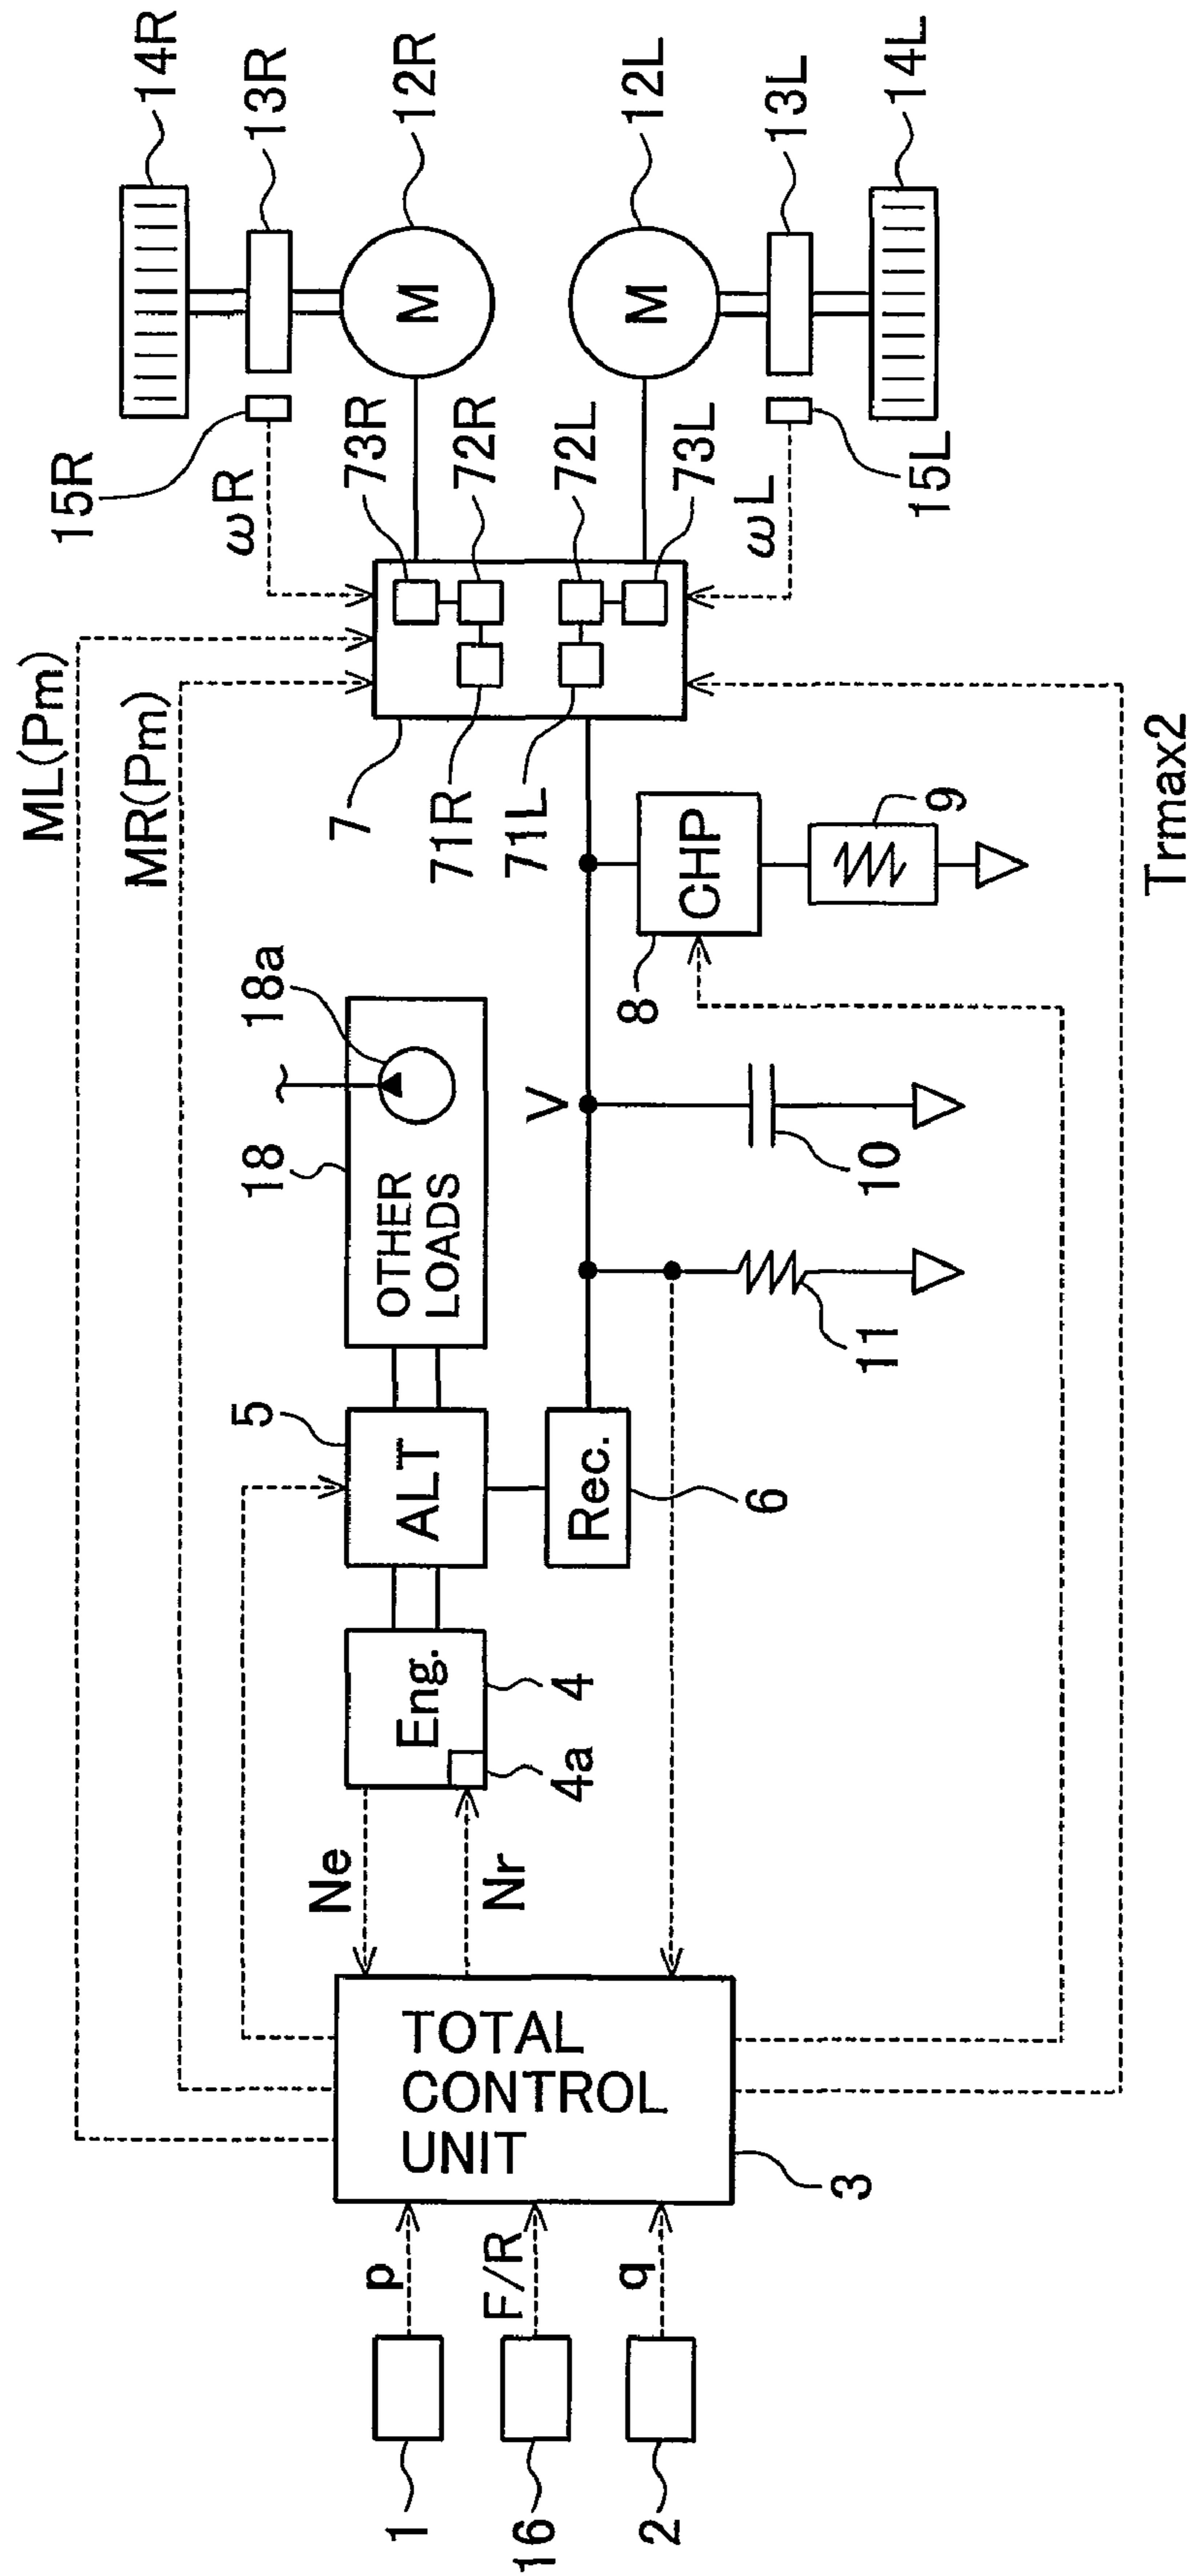 ML(Pm)
MR(Pm)
15R
ωR
14R
13R
12R
73R
72R
7
71R
71L
72L
73L
12L
13L
14L
ωL
15L
5
18
18a
OTHER
LOADS
ALT
Rec.
6
V
8
CHP
9
10
11
Ne
Nr
Eng.
4
4a
TOTAL
CONTROL
UNIT
3
p
F/R
q
1
16
2
Trmax2
M
M